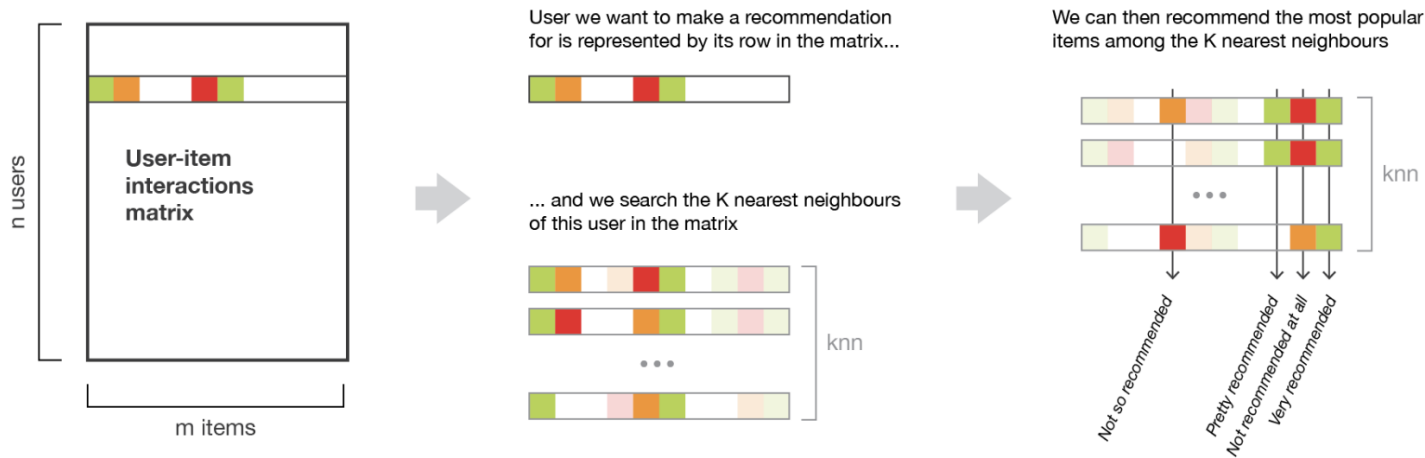 n users
User-item
interactions
matrix
m items
User we want to make a recommendation
for is represented by its row in the matrix...
... and we search the K nearest neighbours
of this user in the matrix
knn
We can then recommend the most popular
items among the K nearest neighbours
knn
Not so recommended
Pretty recommended
Not recommended at all
Very recommended